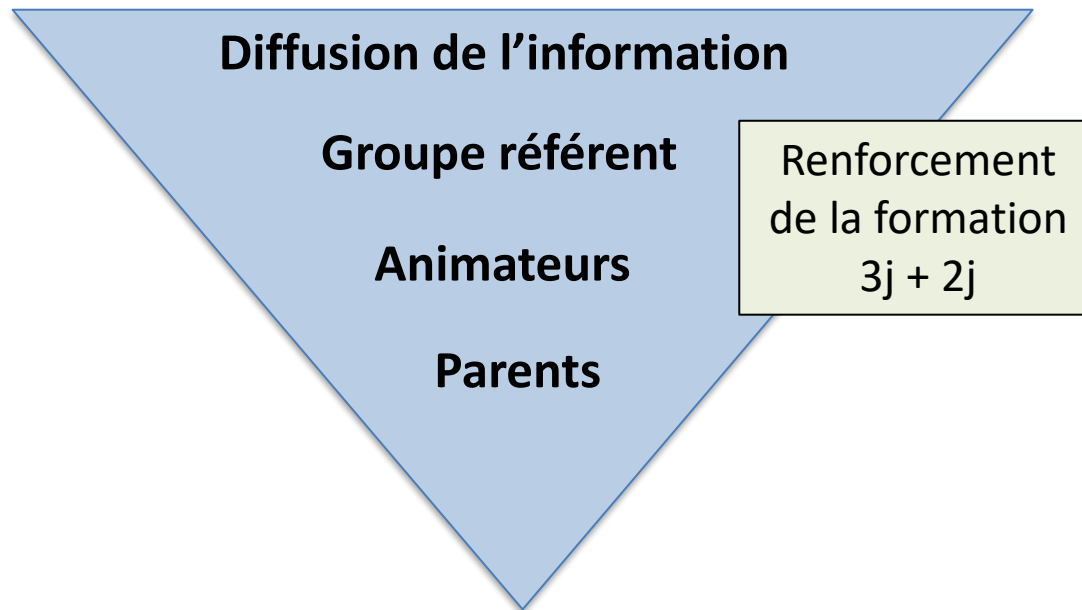 Diffusion de l’information
Groupe référent
Animateurs
Parents
Renforcement
de la formation
3j + 2j